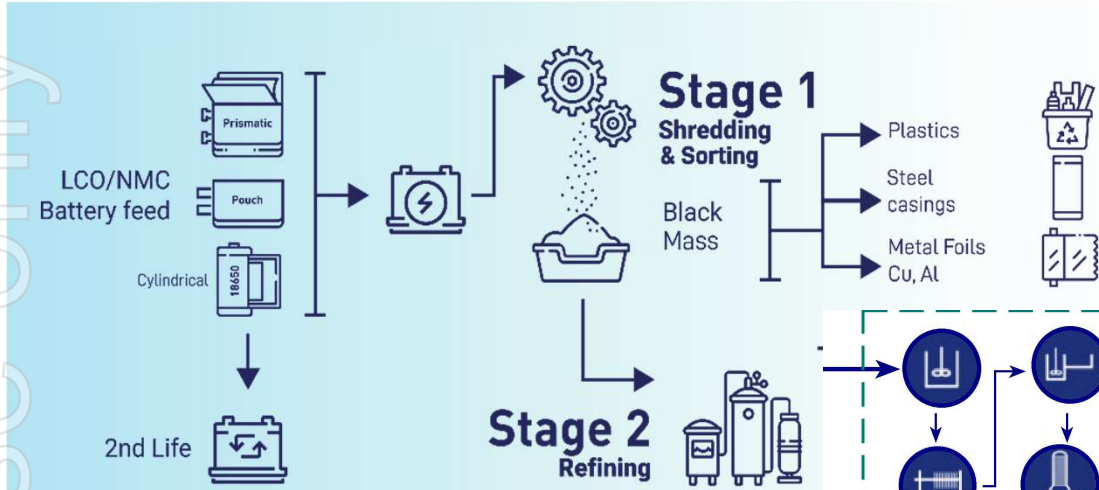 LCO/NMC
Battery feed
Prismatic
Pouch
Cylindrical
18650
2nd Life
Stage 1
Shredding
& Sorting
Black
Mass
Plastics
Steel
casings
Metal Foils
Cu, Al
Stage 2
Refining